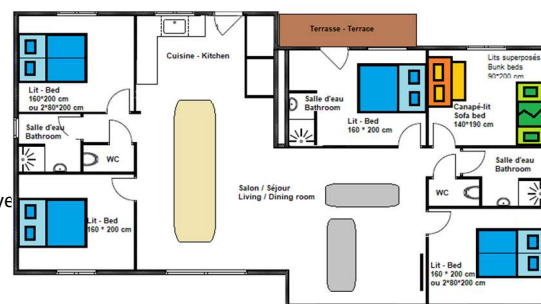 Terrasse - Terrace
Cuisine - Kitchen
Lits superposés
Bunk beds
90*200 cm
Lit - Bed
160*200 cm
ou 2*80*200 cm
Salle d'eau
Bathroom
Lit - Bed
160 * 200 cm
Canapé-lit
Sofa bed
140*190 cm
Salle d'eau
Bathroom
WC
Salle d'eau
Bathroom
WC
Salon / Séjour
Living / Dining room
Lit - Bed
160 * 200 cm
Lit - Bed
160 * 200 cm
ou 2*80*200 cm